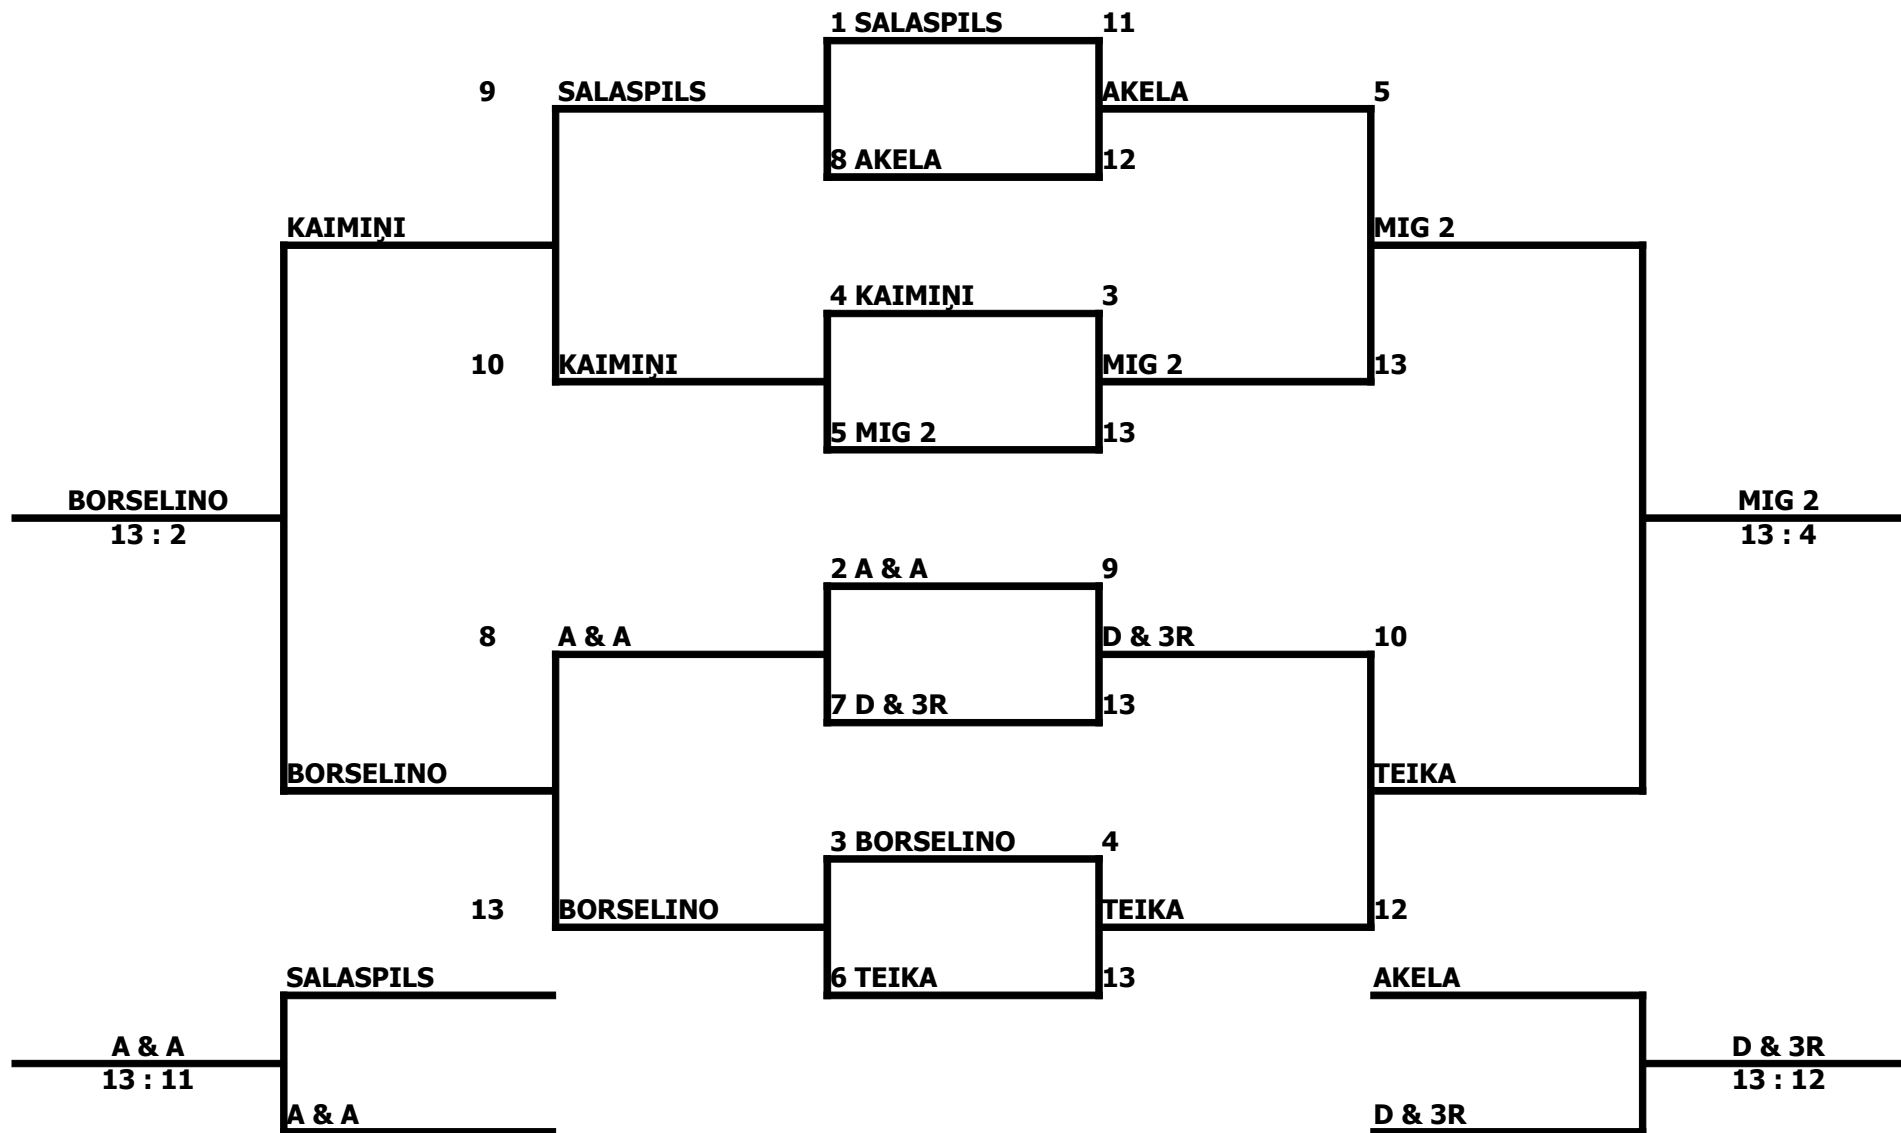 1 SALASPILS 11
9 SALASPILS AKELA 5
8 AKELA 12
KAIMIŅI MIG 2
4 KAIMIŅI 3
10 KAIMIŅI MIG 2 13
5 MIG 2 13
BORSELINO MIG 2
13 : 2 13 : 4
2 A & A 9
8 A & A D & 3R 10
7 D & 3R 13
BORSELINO TEIKA
3 BORSELINO 4
13 BORSELINO TEIKA 12
SALASPILS 6 TEIKA 13 AKELA
A & A D & 3R
13 : 11 13 : 12
A & A D & 3R